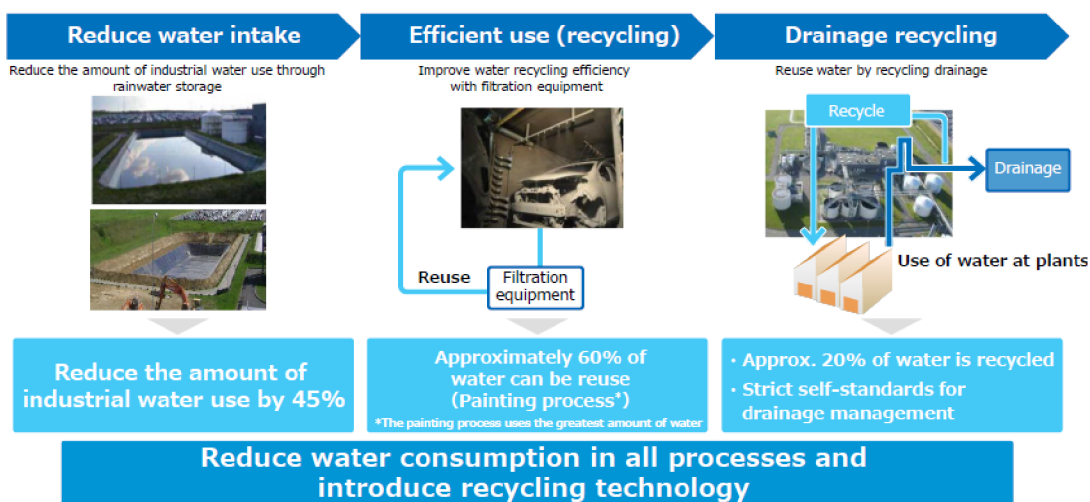 Reduce water intake
Efficient use (recycling)
Drainage recycling
Reduce the amount of industrial water use through
rainwater storage
Improve water recycling efficiency
with filtration equipment
Reuse water by recycling drainage
Recycle
Drainage
Reuse
Filtration
equipment
Use of water at plants
Reduce the amount of
industrial water use by 45%
Approximately 60% of
water can be reuse
(Painting process*)
*The painting process uses the greatest amount of water
· Approx. 20% of water is recycled
· Strict self-standards for
drainage management
Reduce water consumption in all processes and
introduce recycling technology